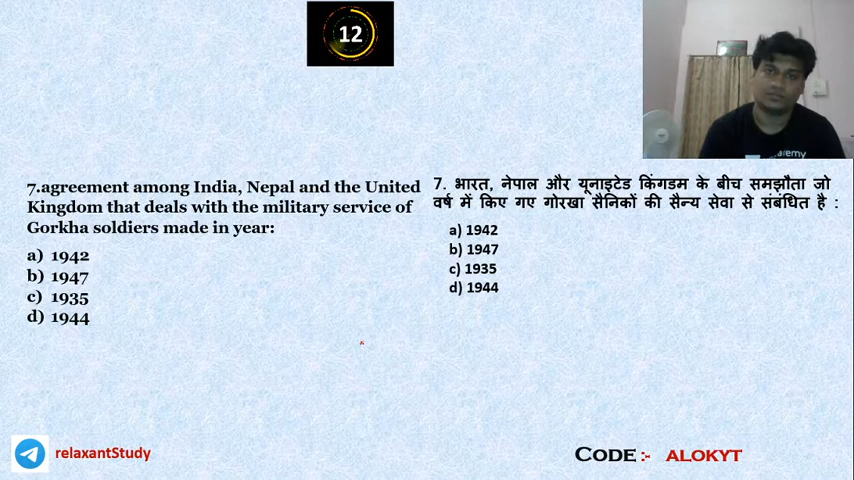 12
7.agreement among India, Nepal and the United
Kingdom that deals with the military service of
Gorkha soldiers made in year:
a) 1942
b) 1947
c) 1935
d) 1944
7. भारत, नेपाल और यूनाइटेड किंगडम के बीच समझौता जो
वर्ष में किए गए गोरखा सैनिकों की सैन्य सेवा से संबंधित है :
a) 1942
b) 1947
c) 1935
d) 1944
relaxantStudy
CODE :- ALOKYT